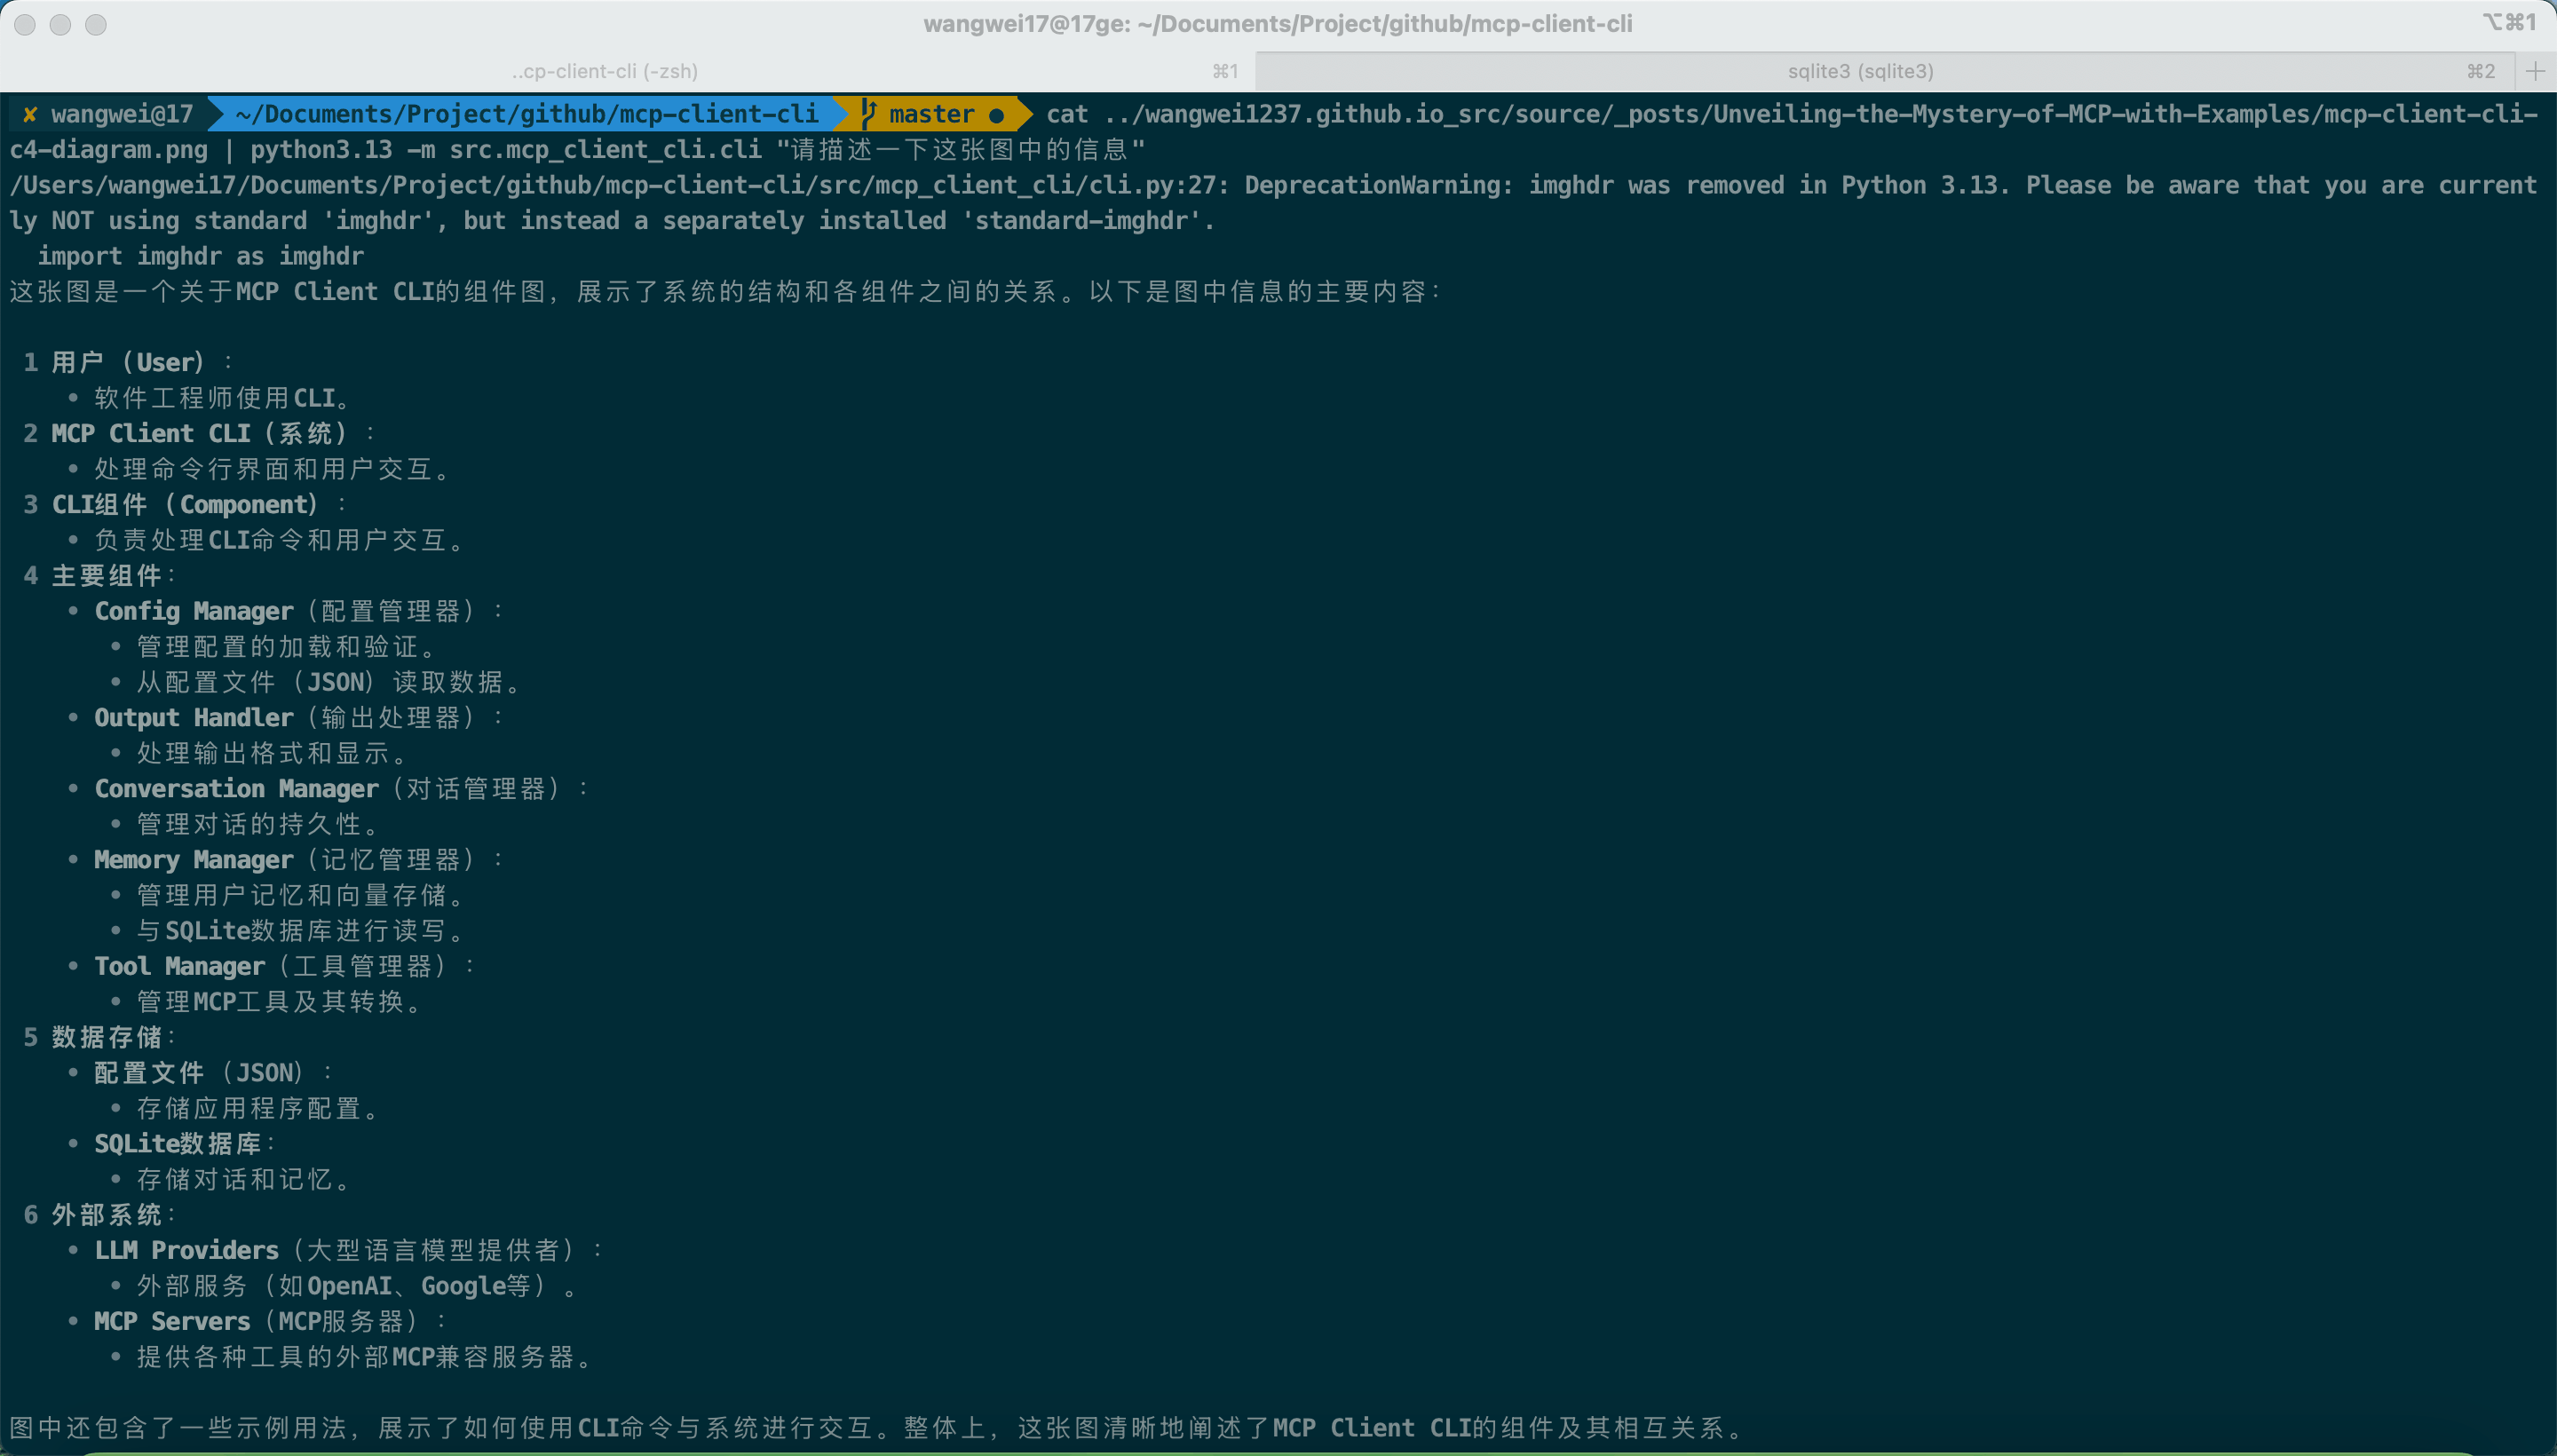 wangwei17@17ge: ~/Documents/Project/github/mcp-client-cli
⌥⌘1
..cp-client-cli (-zsh) ⌘1
sqlite3 (sqlite3) ⌘2
✘ wangwei@17 ~/Documents/Project/github/mcp-client-cli master ● cat ../wangwei1237.github.io_src/source/_posts/Unveiling-the-Mystery-of-MCP-with-Examples/mcp-client-cli-
c4-diagram.png | python3.13 -m src.mcp_client_cli.cli "请描述一下这张图中的信息"
/Users/wangwei17/Documents/Project/github/mcp-client-cli/src/mcp_client_cli/cli.py:27: DeprecationWarning: imghdr was removed in Python 3.13. Please be aware that you are current
ly NOT using standard 'imghdr', but instead a separately installed 'standard-imghdr'.
import imghdr as imghdr
这张图是一个关于MCP Client CLI的组件图，展示了系统的结构和各组件之间的关系。以下是图中信息的主要内容：
1 用户（User）：
• 软件工程师使用CLI。
2 MCP Client CLI（系统）：
• 处理命令行界面和用户交互。
3 CLI组件（Component）：
• 负责处理CLI命令和用户交互。
4 主要组件：
• Config Manager（配置管理器）：
• 管理配置的加载和验证。
• 从配置文件（JSON）读取数据。
• Output Handler（输出处理器）：
• 处理输出格式和显示。
• Conversation Manager（对话管理器）：
• 管理对话的持久性。
• Memory Manager（记忆管理器）：
• 管理用户记忆和向量存储。
• 与SQLite数据库进行读写。
• Tool Manager（工具管理器）：
• 管理MCP工具及其转换。
5 数据存储：
• 配置文件（JSON）：
• 存储应用程序配置。
• SQLite数据库：
• 存储对话和记忆。
6 外部系统：
• LLM Providers（大型语言模型提供者）：
• 外部服务（如OpenAI、Google等）。
• MCP Servers（MCP服务器）：
• 提供各种工具的外部MCP兼容服务器。
图中还包含了一些示例用法，展示了如何使用CLI命令与系统进行交互。整体上，这张图清晰地阐述了MCP Client CLI的组件及其相互关系。